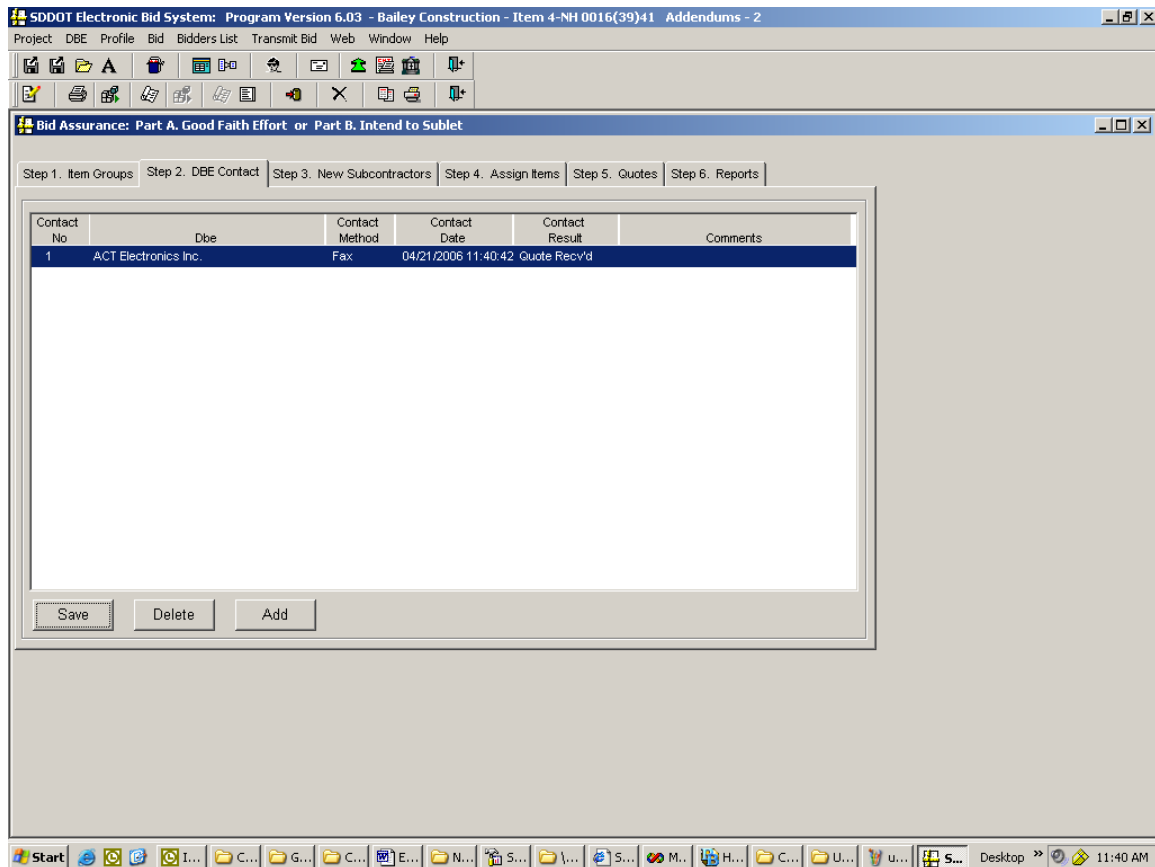 SDDOT Electronic Bid System: Program Version 6.03 - Bailey Construction - Item 4-NH 0016(39)41 Addendums - 2
Project DBE Profile Bid Bidders List Transmit Bid Web Window Help
A
Bid Assurance: Part A. Good Faith Effort or Part B. Intend to Sublet
Step 1. Item Groups Step 2. DBE Contact Step 3. New Subcontractors Step 4. Assign Items Step 5. Quotes Step 6. Reports
Contact Contact Contact Contact
No Dbe Method Date Result Comments
1 ACT Electronics Inc. Fax 04/21/2006 11:40:42 Quote Recv'd
Save Delete Add
Start I... C... G... C... E... N... S... \... S... M.. H... C... U... u... S... Desktop » 11:40 AM